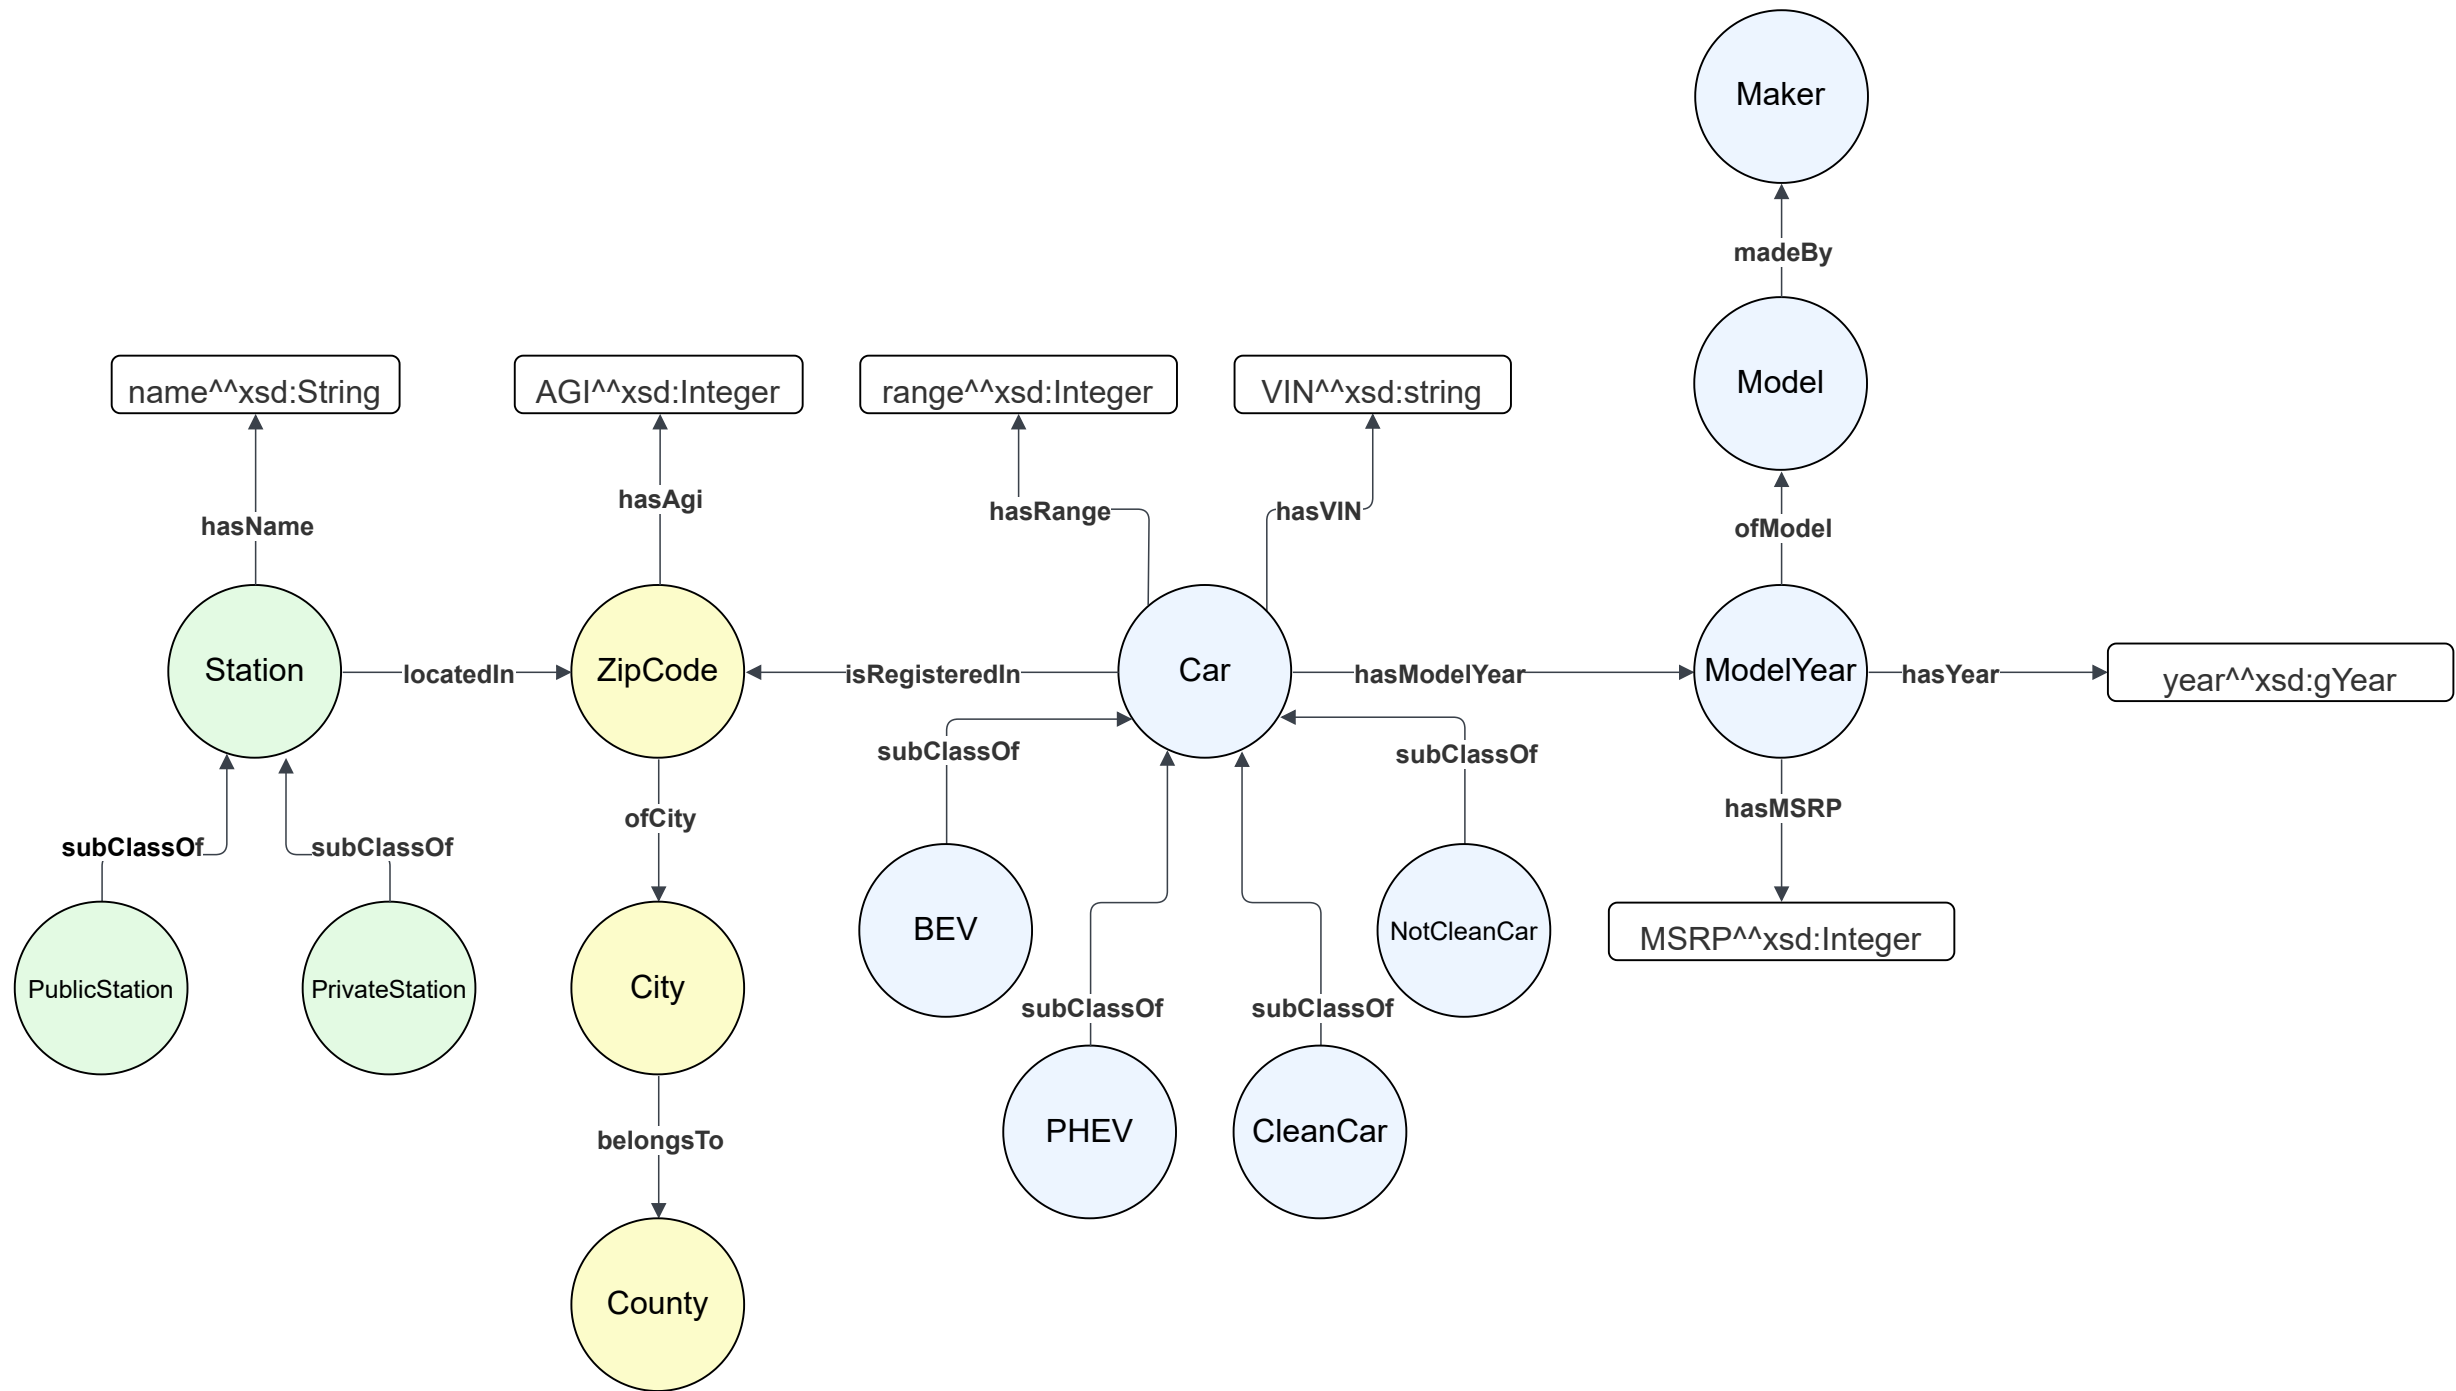 Maker
madeBy
Model
name^^xsd:String
AGI^^xsd:Integer
range^^xsd:Integer
VIN^^xsd:string
hasName
hasAgi
hasRange
hasVIN
ofModel
Station
locatedIn
ZipCode
isRegisteredIn
Car
hasModelYear
ModelYear
hasYear
year^^xsd:gYear
subClassOf
subClassOf
hasMSRP
ofCity
subClassOf
subClassOf
BEV
NotCleanCar
MSRP^^xsd:Integer
PublicStation
PrivateStation
City
subClassOf
subClassOf
PHEV
CleanCar
belongsTo
County